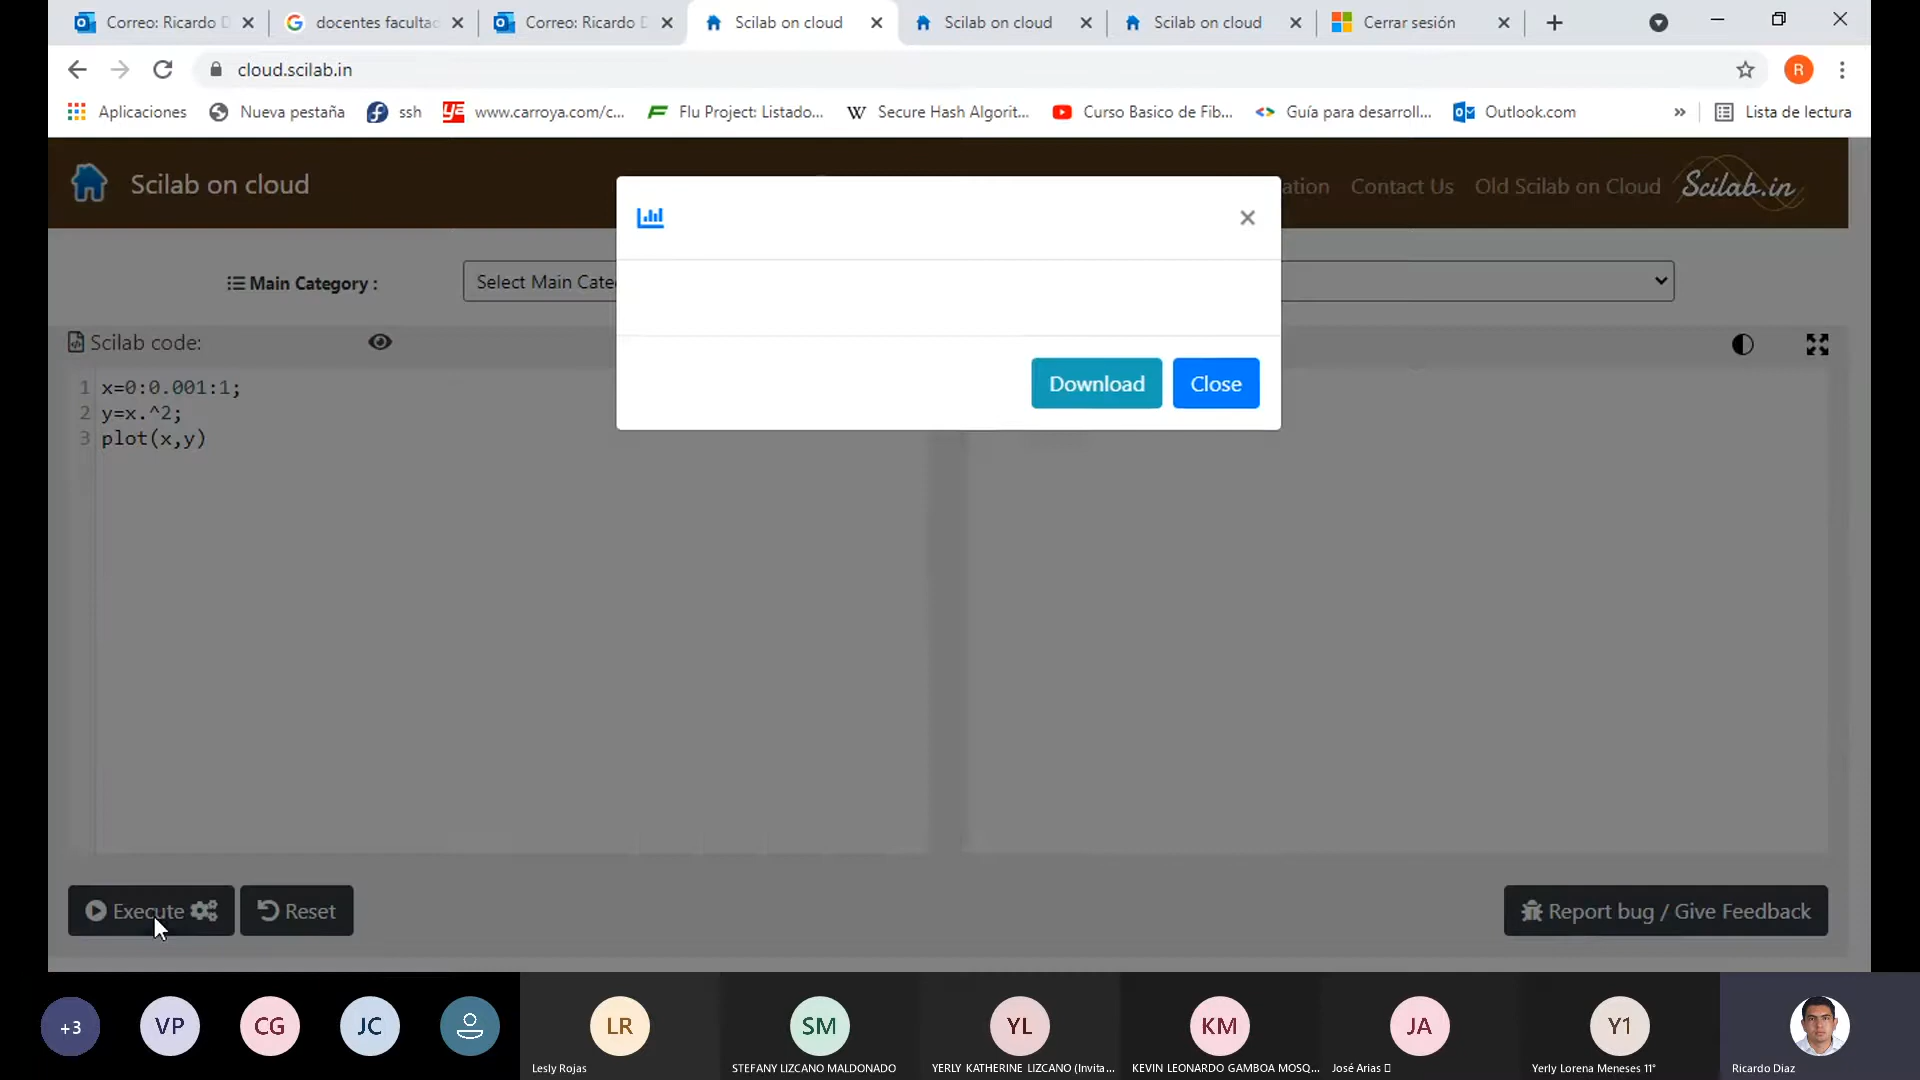 Correo: Ricardo D
docentes facultad
Correo: Ricardo D
Scilab on cloud
Scilab on cloud
Scilab on cloud
Cerrar sesión
cloud.scilab.in
R
Aplicaciones
Nueva pestaña
ssh
www.carroya.com/c...
Flu Project: Listado...
Secure Hash Algorit...
Curso Basico de Fib...
Guía para desarroll...
Outlook.com
»
Lista de lectura
Scilab on cloud
ation
Contact Us
Old Scilab on Cloud
Scilab.in
Main Category :
Select Main Cate
Scilab code:
1 x=0:0.001:1;
2 y=x.^2;
3 plot(x,y)
Download
Close
Execute
Reset
Report bug / Give Feedback
+3
VP
CG
JC
LR
SM
YL
KM
JA
Y1
Lesly Rojas
STEFANY LIZCANO MALDONADO
YERLY KATHERINE LIZCANO (Invita...
KEVIN LEONARDO GAMBOA MOSQ...
José Arias
Yerly Lorena Meneses 11°
Ricardo Diaz